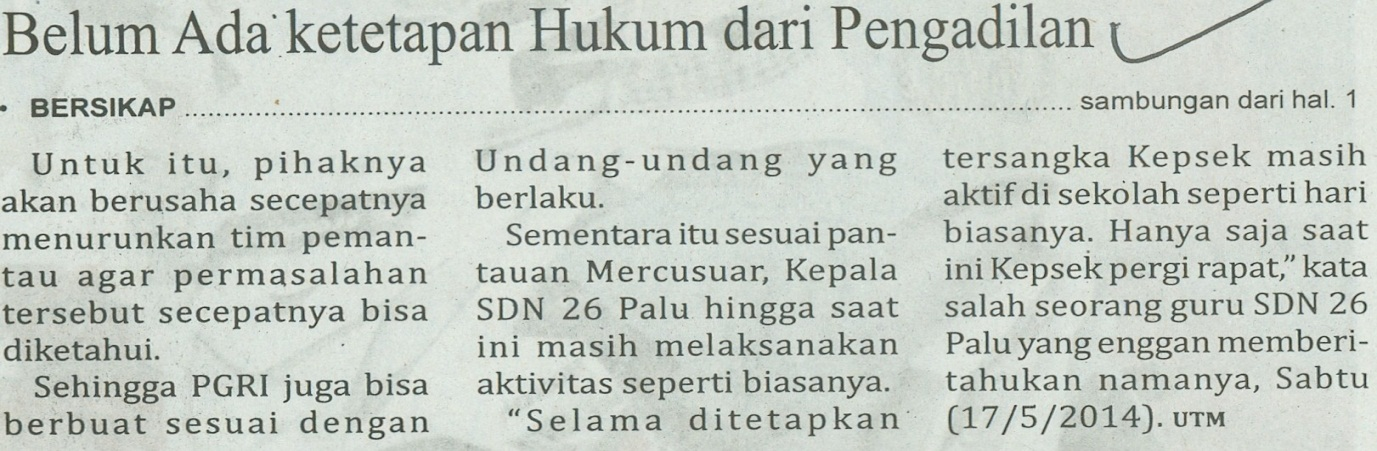 Belum Ada ketetapan Hukum dari Pengadilan
• BERSIKAP ........................................................................................................ sambungan dari hal. 1
Untuk itu, pihaknya
akan berusaha secepatnya
menurunkan tim peman-
tau agar permasalahan
tersebut secepatnya bisa
diketahui.
Sehingga PGRI juga bisa
berbuat sesuai dengan
Undang-undang yang
berlaku.
Sementara itu sesuai pan-
tauan Mercusuar, Kepala
SDN 26 Palu hingga saat
ini masih melaksanakan
aktivitas seperti biasanya.
“Selama ditetapkan
tersangka Kepsek masih
aktif di sekolah seperti hari
biasanya. Hanya saja saat
ini Kepsek pergi rapat,” kata
salah seorang guru SDN 26
Palu yang enggan memberi-
tahukan namanya, Sabtu
(17/5/2014). UTM